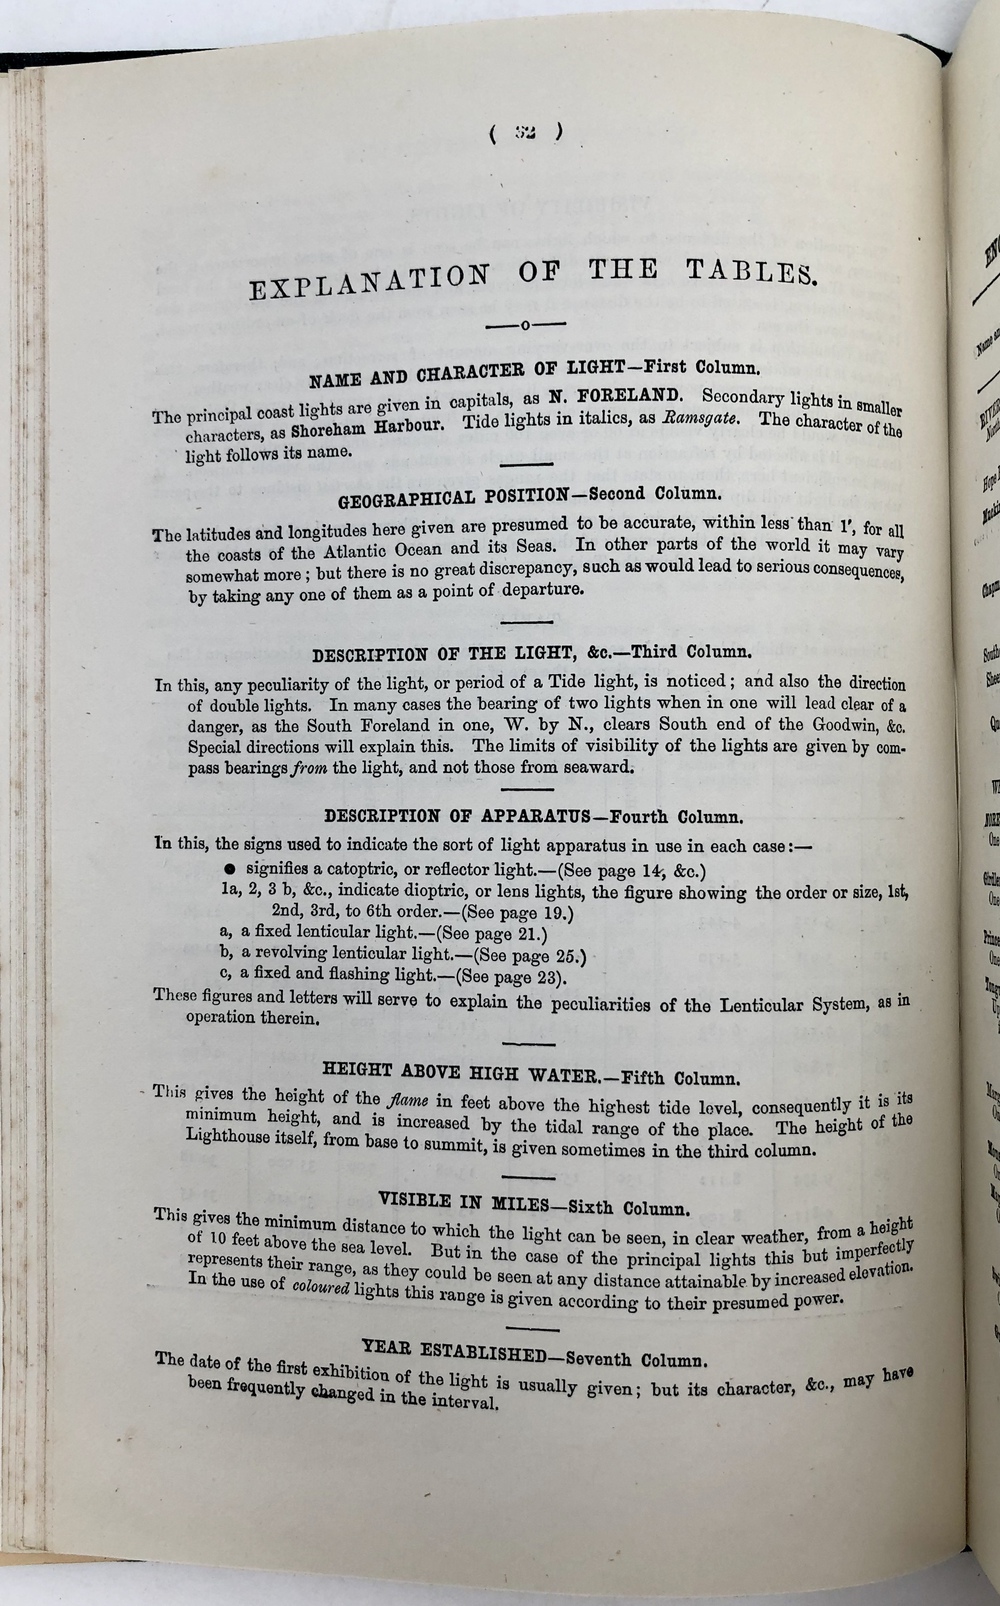 ( 52 )
EXPLANATION OF THE TABLES.
NAME AND CHARACTER OF LIGHT—First Column.
The principal coast lights are given in capitals, as N. FORELAND. Secondary lights in smaller
characters, as Shoreham Harbour. Tide lights in italics, as Ramsgate. The character of the
light follows its name.
GEOGRAPHICAL POSITION—Second Column.
The latitudes and longitudes here given are presumed to be accurate, within less than 1', for all
the coasts of the Atlantic Ocean and its Seas. In other parts of the world it may vary
somewhat more; but there is no great discrepancy, such as would lead to serious consequences,
by taking any one of them as a point of departure.
DESCRIPTION OF THE LIGHT, &c.—Third Column.
In this, any peculiarity of the light, or period of a Tide light, is noticed; and also the direction
of double lights. In many cases the bearing of two lights when in one will lead clear of a
danger, as the South Foreland in one, W. by N., clears South end of the Goodwin, &c.
Special directions will explain this. The limits of visibility of the lights are given by com-
pass bearings from the light, and not those from seaward.
DESCRIPTION OF APPARATUS—Fourth Column.
In this, the signs used to indicate the sort of light apparatus in use in each case:—
● signifies a catoptric, or reflector light.—(See page 14, &c.)
1a, 2, 3 b, &c., indicate dioptric, or lens lights, the figure showing the order or size, 1st,
2nd, 3rd, to 6th order.—(See page 19.)
a, a fixed lenticular light.—(See page 21.)
b, a revolving lenticular light.—(See page 25.)
c, a fixed and flashing light.—(See page 23).
These figures and letters will serve to explain the peculiarities of the Lenticular System, as in
operation therein.
HEIGHT ABOVE HIGH WATER.—Fifth Column.
This gives the height of the flame in feet above the highest tide level, consequently it is its
minimum height, and is increased by the tidal range of the place. The height of the
Lighthouse itself, from base to summit, is given sometimes in the third column.
VISIBLE IN MILES—Sixth Column.
This gives the minimum distance to which the light can be seen, in clear weather, from a height
of 10 feet above the sea level. But in the case of the principal lights this but imperfectly
represents their range, as they could be seen at any distance attainable by increased elevation.
In the use of coloured lights this range is given according to their presumed power.
YEAR ESTABLISHED—Seventh Column.
The date of the first exhibition of the light is usually given; but its character, &c., may have
been frequently changed in the interval.